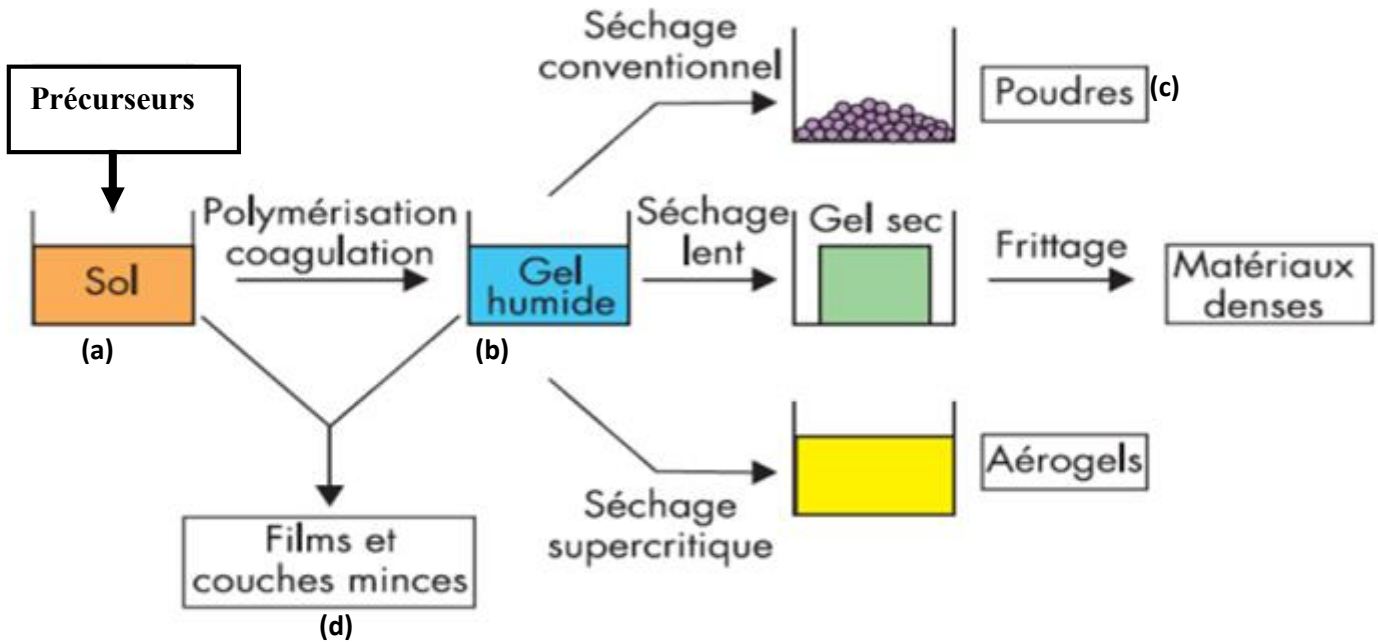 Séchage
conventionnel
Précurseurs
Poudres
(c)
Polymérisation
coagulation
Séchage
lent
Gel sec
Frittage
Sol
Gel
humide
Matériaux
denses
(a)
(b)
Aérogels
Séchage
supercritique
Films et
couches minces
(d)